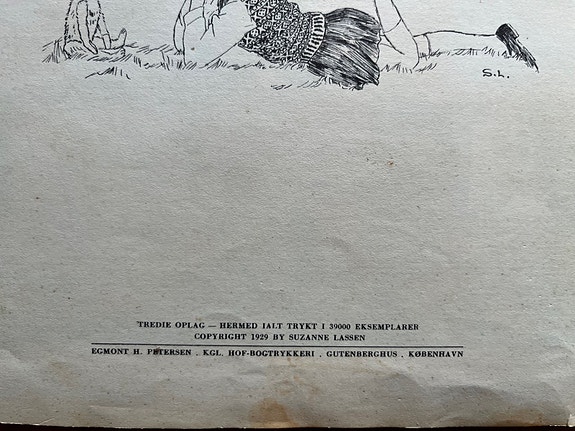 S.L.
TREDIE OPLAG — HERMED IALT TRYKT I 39000 EKSEMPLARER
COPYRIGHT 1929 BY SUZANNE LASSEN
EGMONT H. PETERSEN . KGL. HOF-BOGTRYKKERI . GUTENBERGHUS . KØBENHAVN